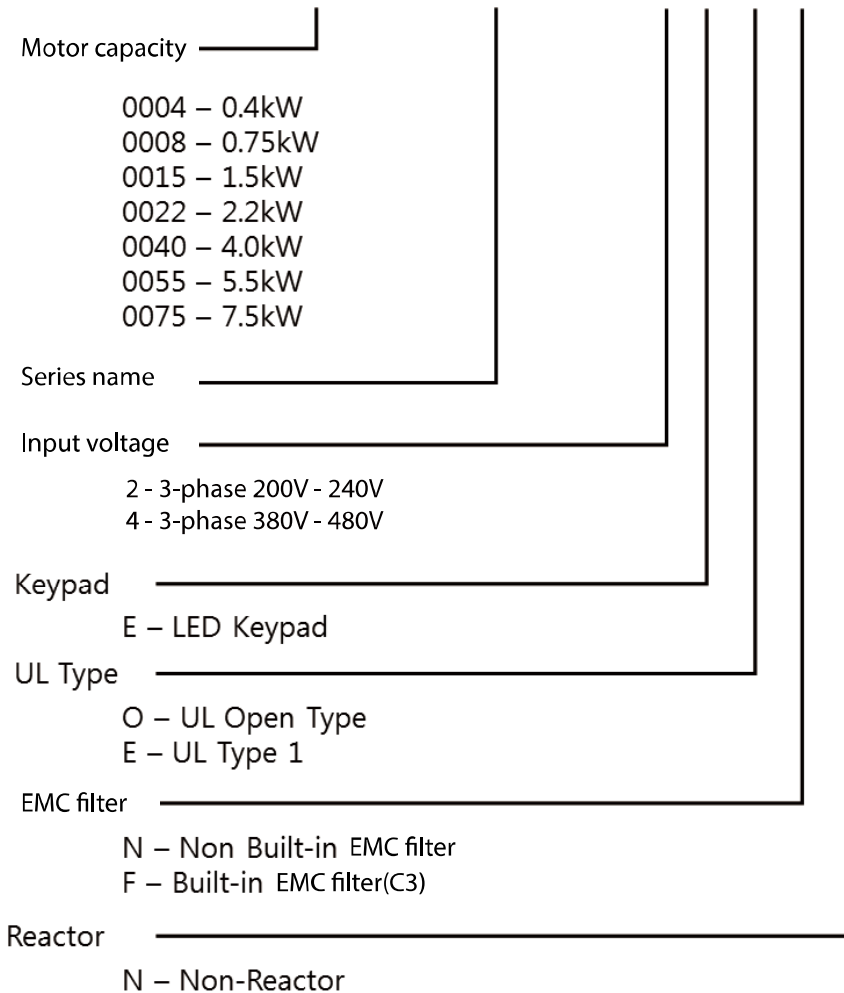 Motor capacity
0004 – 0.4kW
0008 – 0.75kW
0015 – 1.5kW
0022 – 2.2kW
0040 – 4.0kW
0055 – 5.5kW
0075 – 7.5kW
Series name
Input voltage
2 - 3-phase 200V - 240V
4 - 3-phase 380V - 480V
Keypad
E – LED Keypad
UL Type
O – UL Open Type
E – UL Type 1
EMC filter
N – Non Built-in EMC filter
F – Built-in EMC filter(C3)
Reactor
N – Non-Reactor